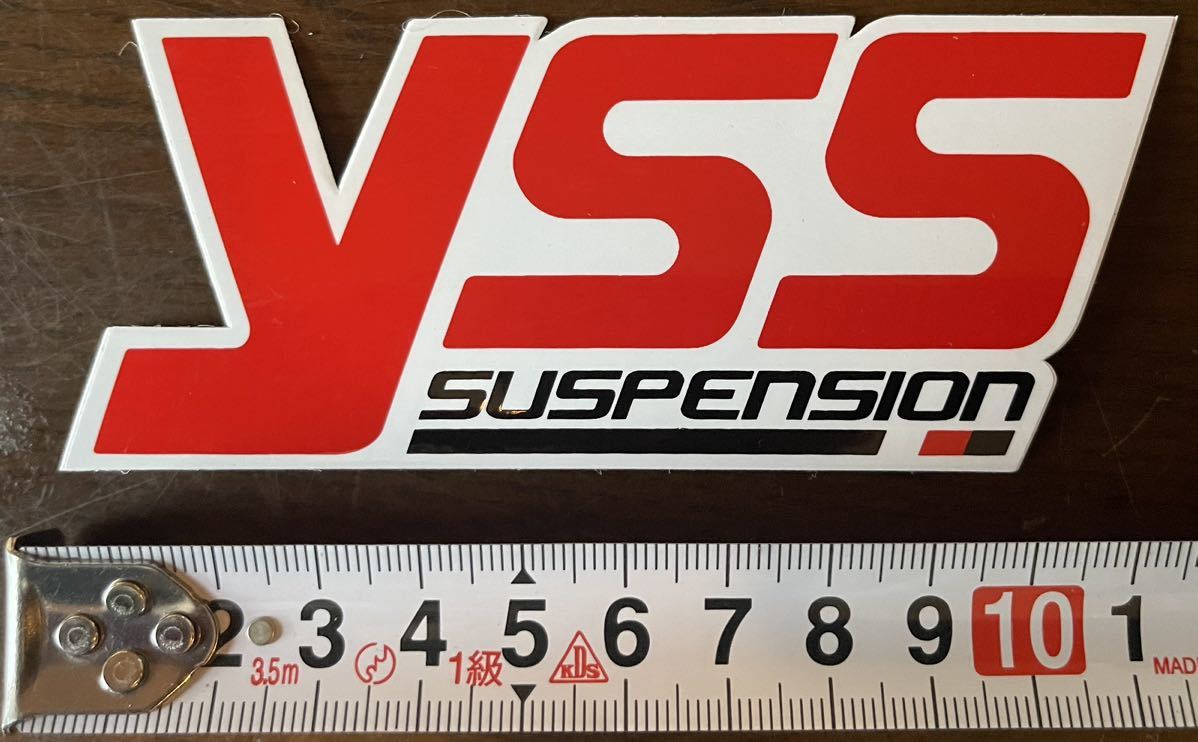 YSS
SUSPENSION
2 3 4 5 6 7 8 9 10 1
3.5m 1級 KDS MAD